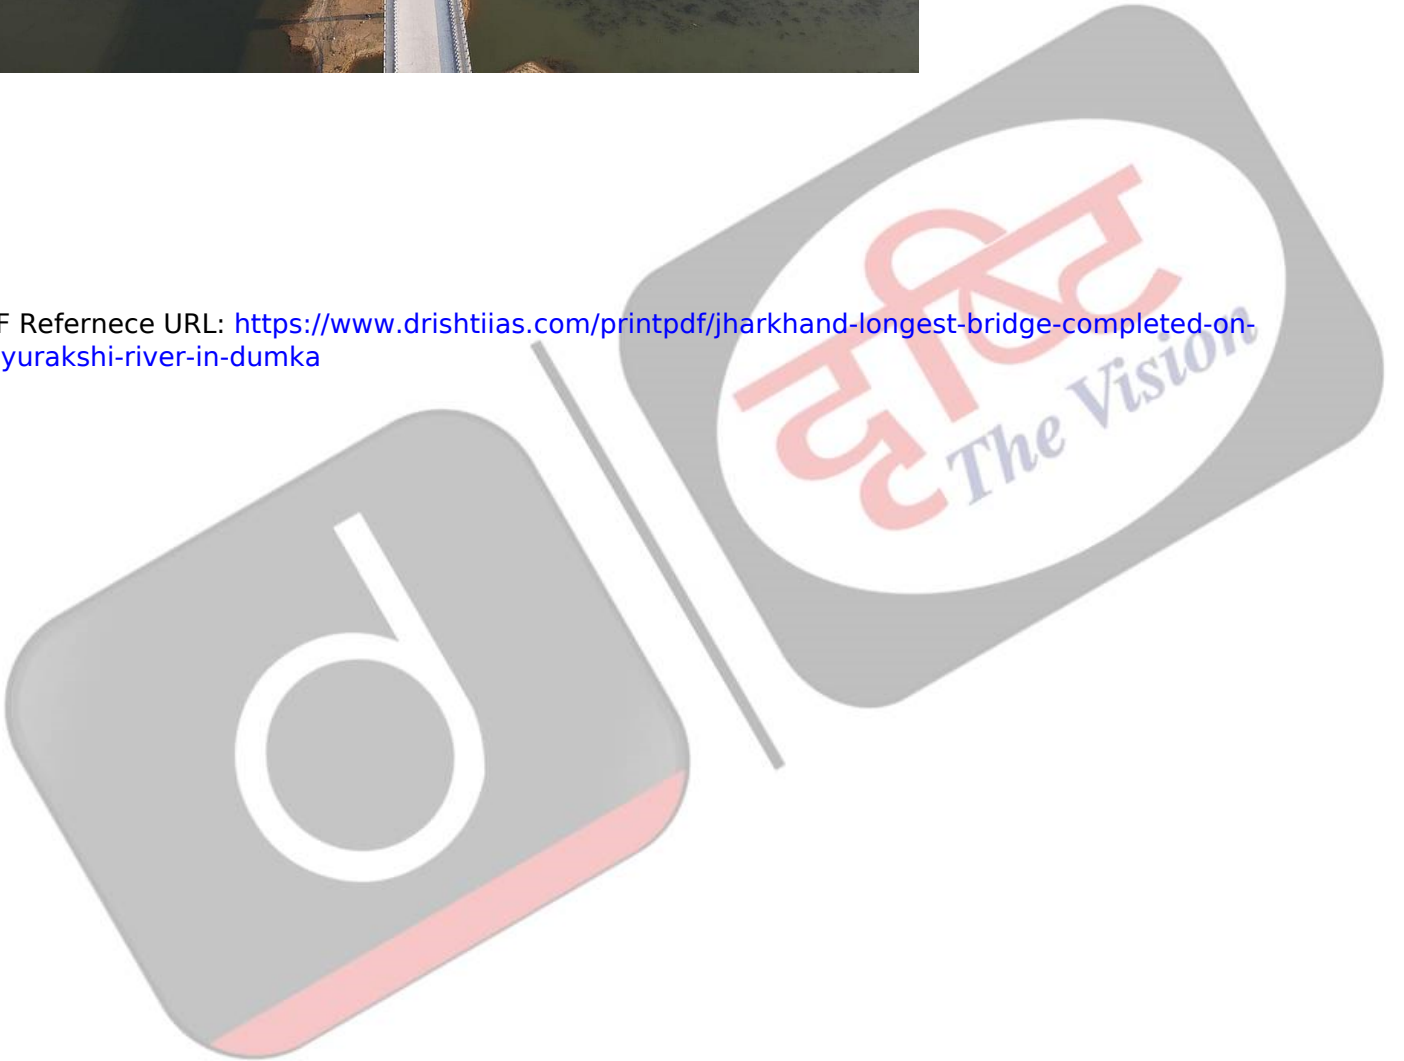 F Refernece URL: https://www.drishtiias.com/printpdf/jharkhand-longest-bridge-completed-on-
yurakshi-river-in-dumka
दृष्टि
The Vision
d